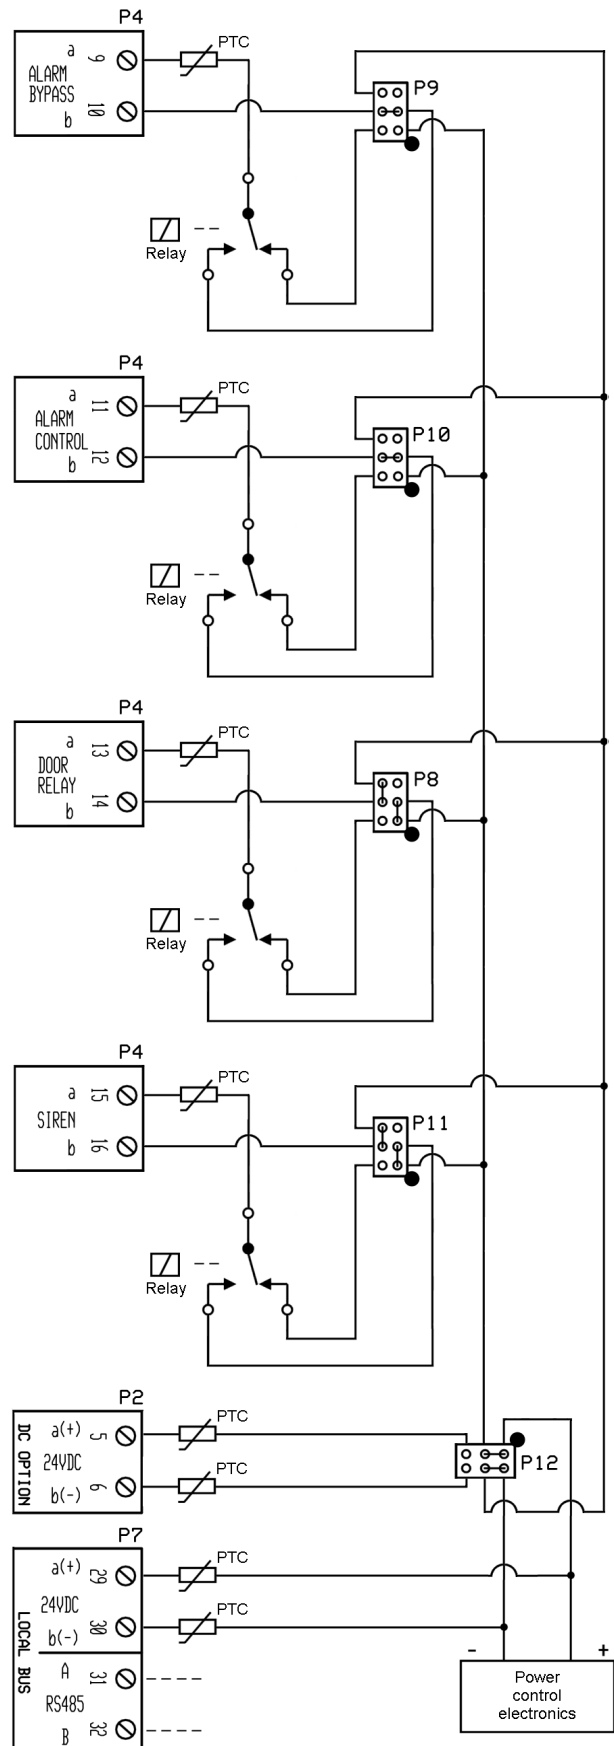 P4
a 9
PTC
ALARM
BYPASS
b 10
P9
Relay
P4
a 11
PTC
ALARM
CONTROL
b 12
P10
Relay
P4
a 13
PTC
DOOR
RELAY
b 14
P8
Relay
P4
a 15
PTC
SIREN
b 16
P11
Relay
P2
DC OPTION
a(+) 5
PTC
24VDC
b(-) 6
PTC
P12
P7
LOCAL BUS
a(+) 29
PTC
24VDC
b(-) 30
PTC
A 31
RS485
B 32
- +
Power
control
electronics